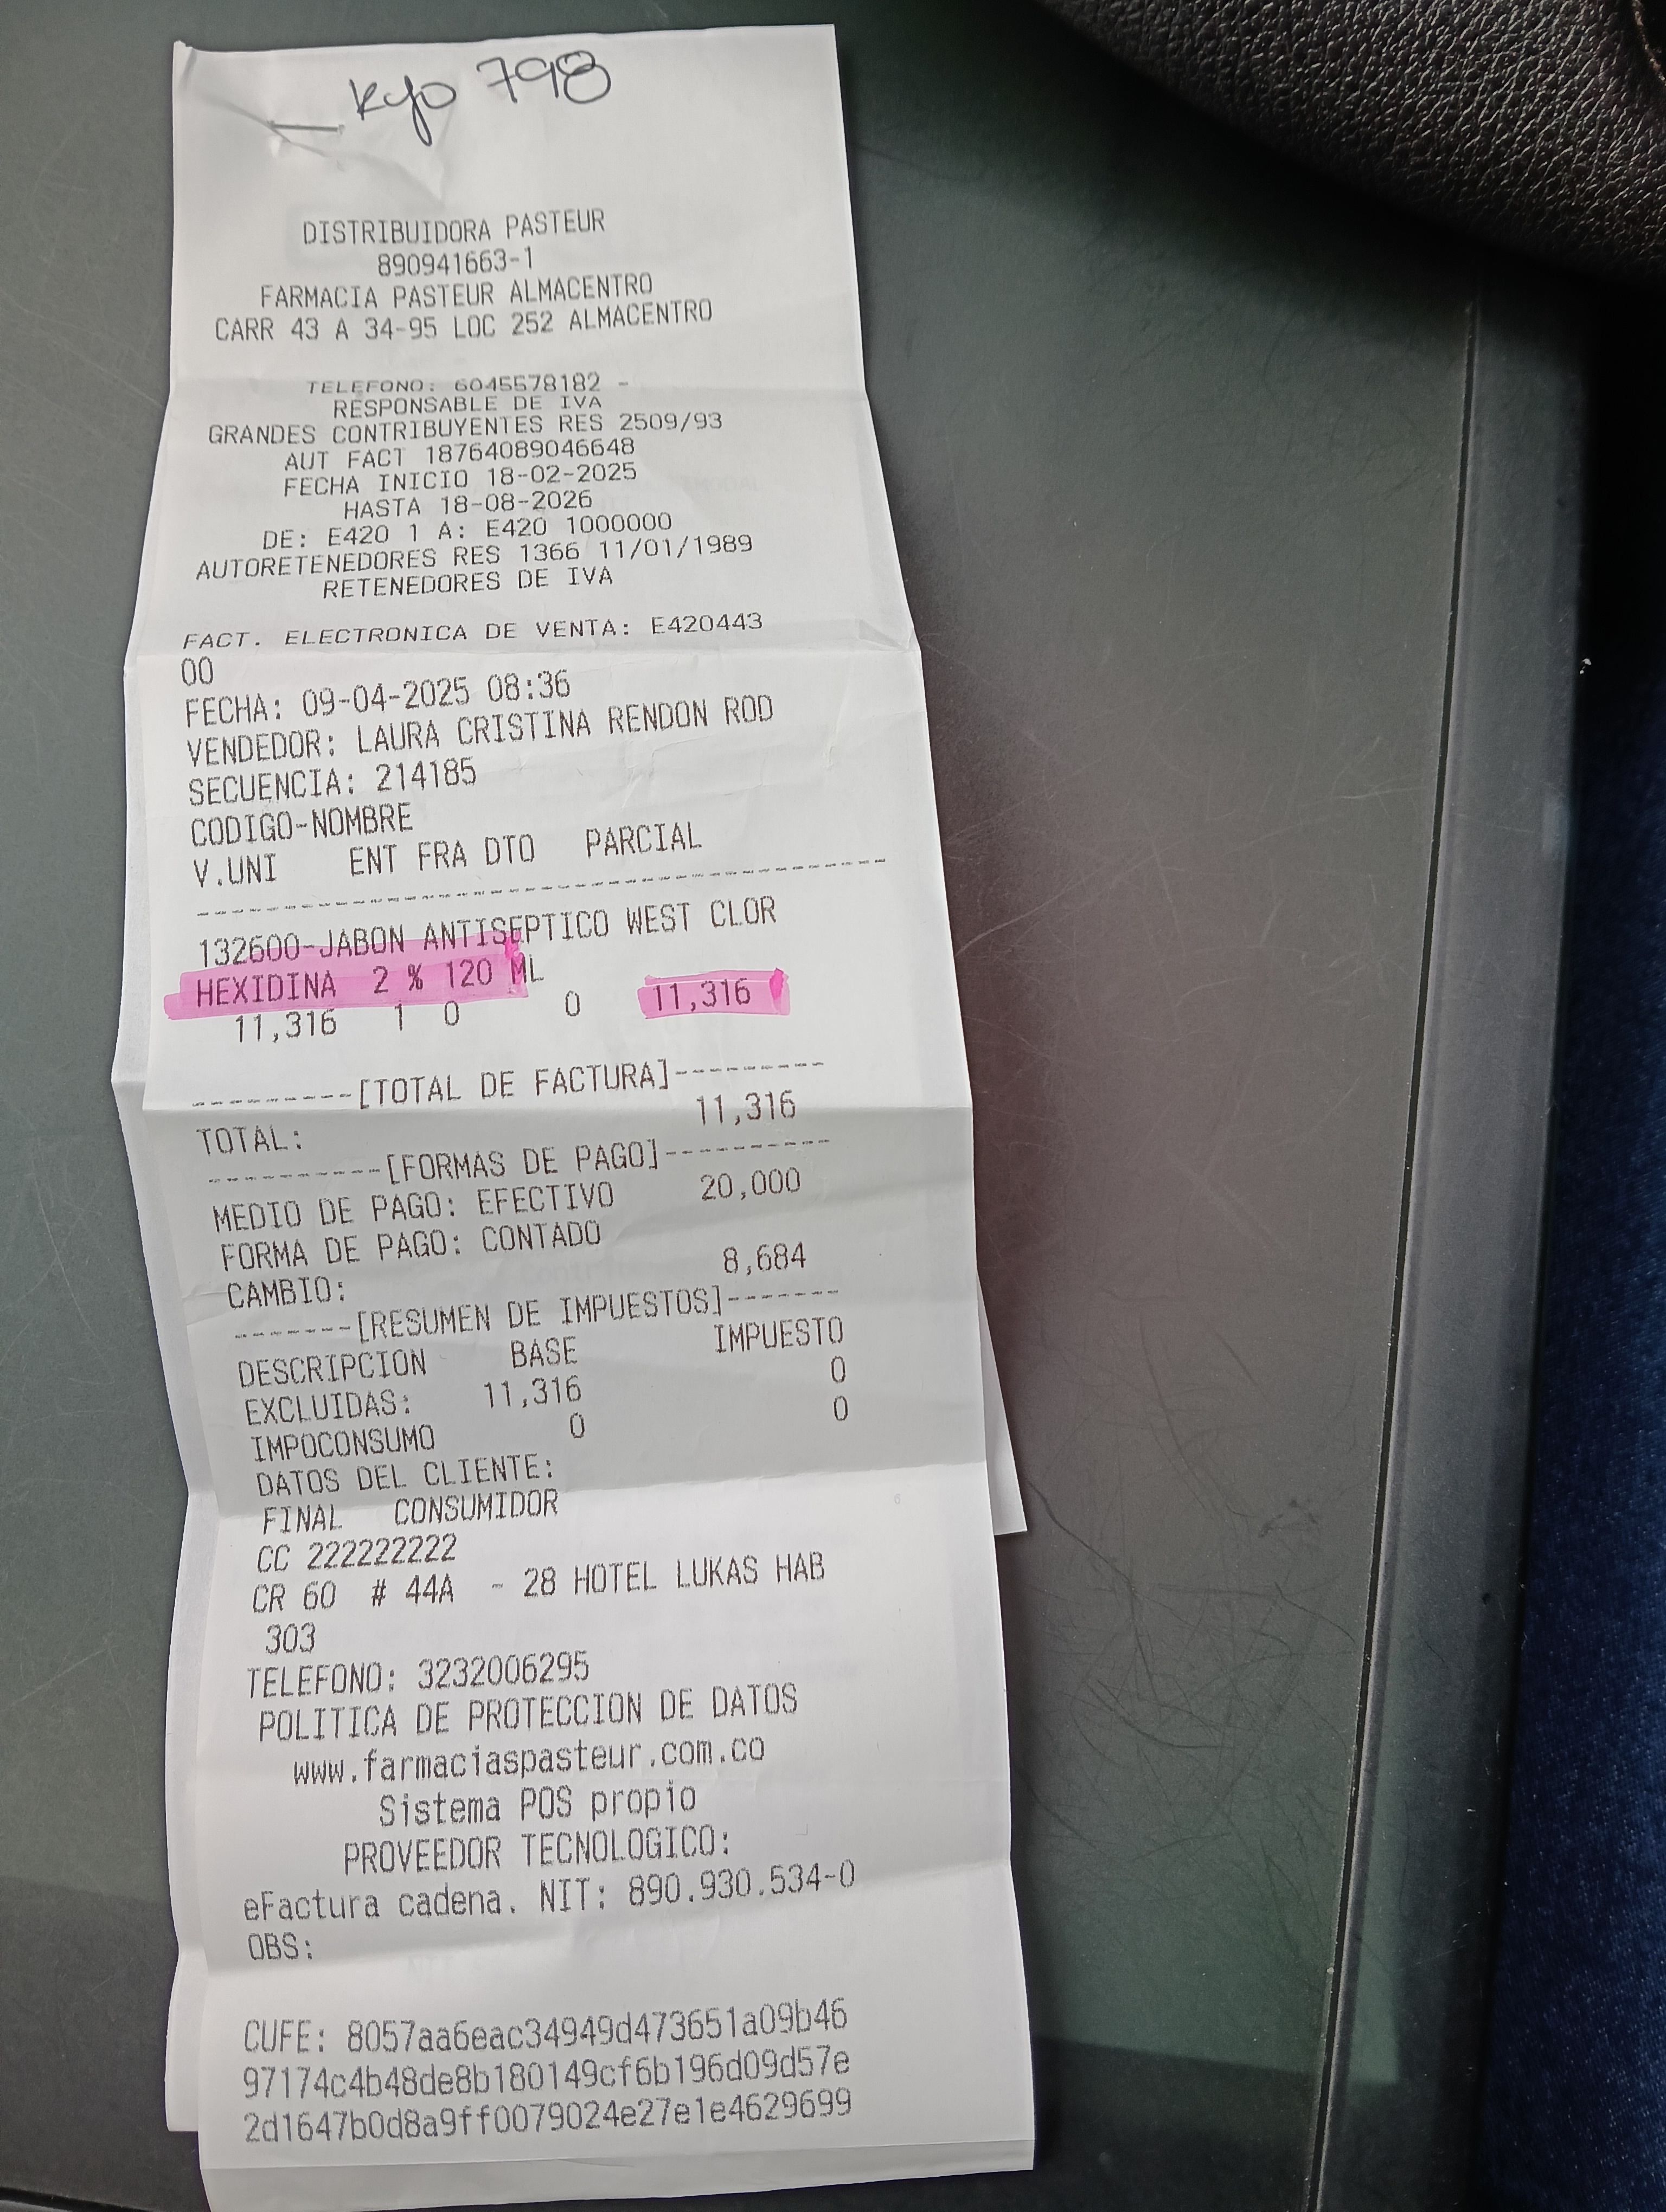 Kyo 798
DISTRIBUIDORA PASTEUR
890941663-1
FARMACIA PASTEUR ALMACENTRO
CARR 43 A 34-95 LOC 252 ALMACENTRO
TELEFONO: 6045578182 -
RESPONSABLE DE IVA
GRANDES CONTRIBUYENTES RES 2509/93
AUT FACT 18764089046648
FECHA INICIO 18-02-2025
HASTA 18-08-2026
DE: E420 1 A: E420 1000000
AUTORETENEDORES RES 1366 11/01/1989
RETENEDORES DE IVA
FACT. ELECTRONICA DE VENTA: E420443
00
FECHA: 09-04-2025 08:36
VENDEDOR: LAURA CRISTINA RENDON ROD
SECUENCIA: 214185
CODIGO-NOMBRE
V.UNI ENT FRA DTO PARCIAL
132600-JABON ANTISEPTICO WEST CLOR
HEXIDINA 2 % 120 ML
11,316 1 0 0 11,316
---------[TOTAL DE FACTURA]---------
TOTAL: 11,316
----------[FORMAS DE PAGO]----------
MEDIO DE PAGO: EFECTIVO 20,000
FORMA DE PAGO: CONTADO
CAMBIO: 8,684
-------[RESUMEN DE IMPUESTOS]-------
DESCRIPCION BASE IMPUESTO
EXCLUIDAS: 11,316 0
IMPOCONSUMO 0 0
DATOS DEL CLIENTE:
FINAL CONSUMIDOR
CC 222222222
CR 60 # 44A - 28 HOTEL LUKAS HAB
303
TELEFONO: 3232006295
POLITICA DE PROTECCION DE DATOS
www.farmaciaspasteur.com.co
Sistema POS propio
PROVEEDOR TECNOLOGICO:
eFactura cadena. NIT: 890.930.534-0
OBS:
CUFE: 8057aa6eac34949d473651a09b46
97174c4b48de8b180149cf6b196d09d57e
2d1647b0d8a9ff0079024e27e1e4629699